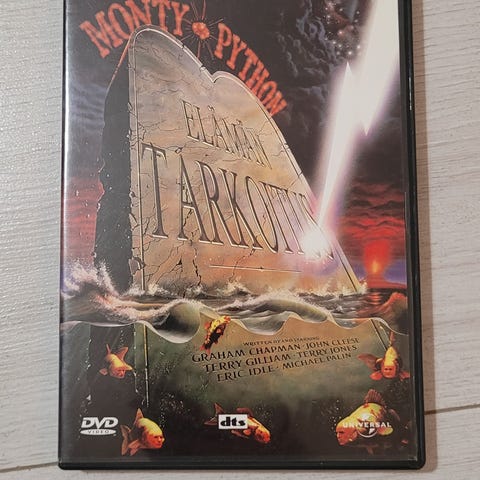 MONTY PYTHON
ELÄMÄN
TARKOITUS
WRITTEN BY AND STARRING
GRAHAM CHAPMAN · JOHN CLEESE
TERRY GILLIAM · TERRY JONES
ERIC IDLE · MICHAEL PALIN
DVD
VIDEO
dts
UNIVERSAL